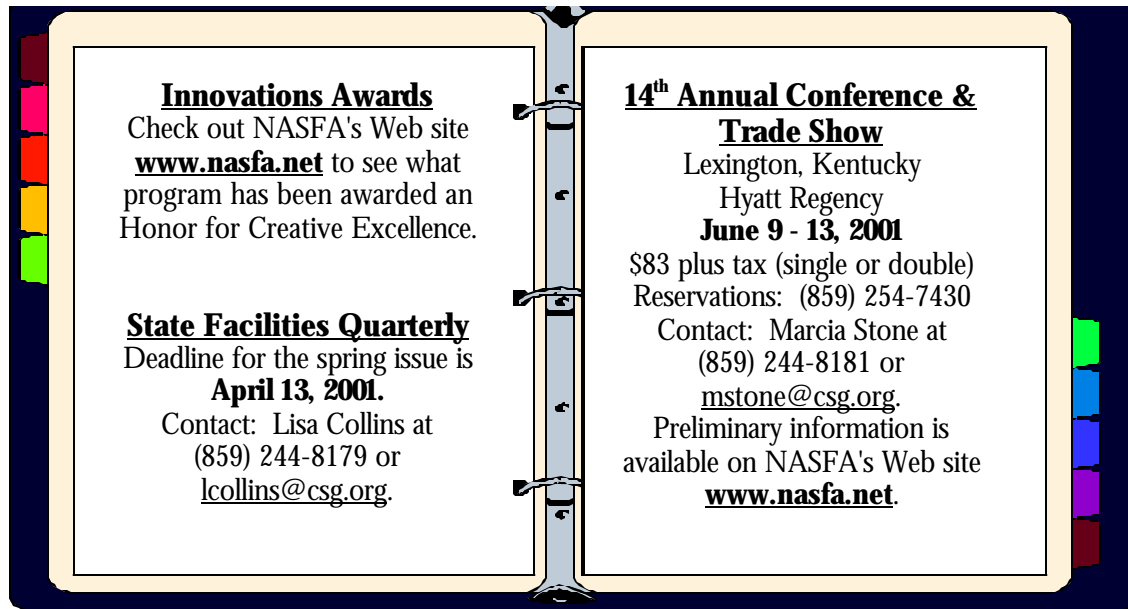 Innovations Awards
Check out NASFA's Web site
www.nasfa.net to see what
program has been awarded an
Honor for Creative Excellence.
State Facilities Quarterly
Deadline for the spring issue is
April 13, 2001.
Contact: Lisa Collins at
(859) 244-8179 or
lcollins@csg.org.
14th Annual Conference &
Trade Show
Lexington, Kentucky
Hyatt Regency
June 9 - 13, 2001
$83 plus tax (single or double)
Reservations: (859) 254-7430
Contact: Marcia Stone at
(859) 244-8181 or
mstone@csg.org.
Preliminary information is
available on NASFA's Web site
www.nasfa.net.